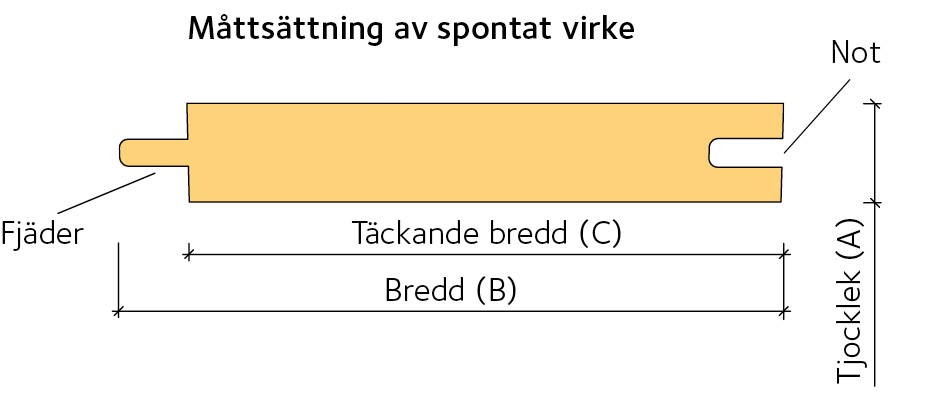 Måttsättning av spontat virke
Not
Fjäder
Täckande bredd (C)
Bredd (B)
Tjocklek (A)